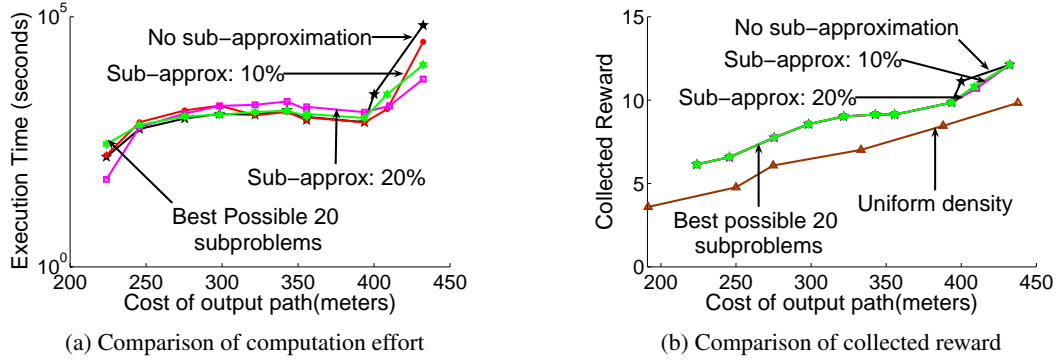 10^5
No sub−approximation
Sub−approx: 10%
Sub−approx: 20%
Best Possible 20
subproblems
10^0
Execution Time (seconds)
200 250 300 350 400 450
Cost of output path(meters)
(a) Comparison of computation effort
15
No sub−approximation
Sub−approx: 10%
20%
10
5
0
Collected Reward
Best possible 20
subproblems
Uniform density
200 250 300 350 400 450
Cost of output path(meters)
(b) Comparison of collected reward